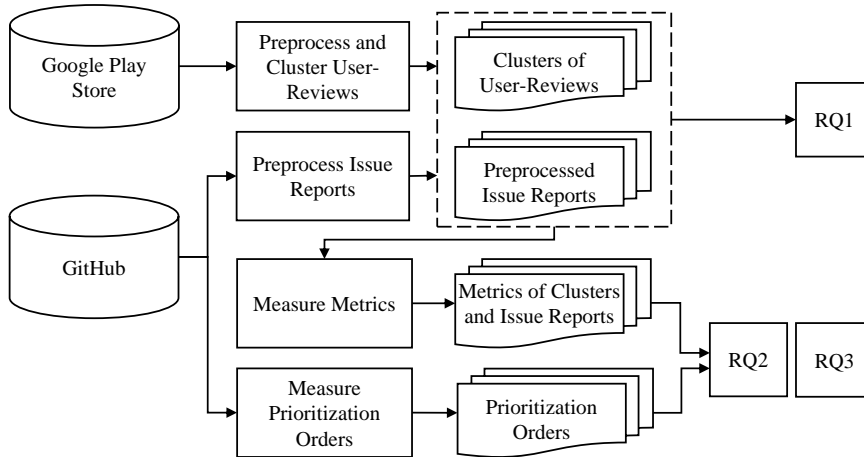 Google Play
Store
Preprocess and
Cluster User-
Reviews
Clusters of
User-Reviews
RQ1
Preprocess Issue
Reports
Preprocessed
Issue Reports
GitHub
Measure Metrics
Metrics of Clusters
and Issue Reports
RQ2
RQ3
Measure
Prioritization
Orders
Prioritization
Orders